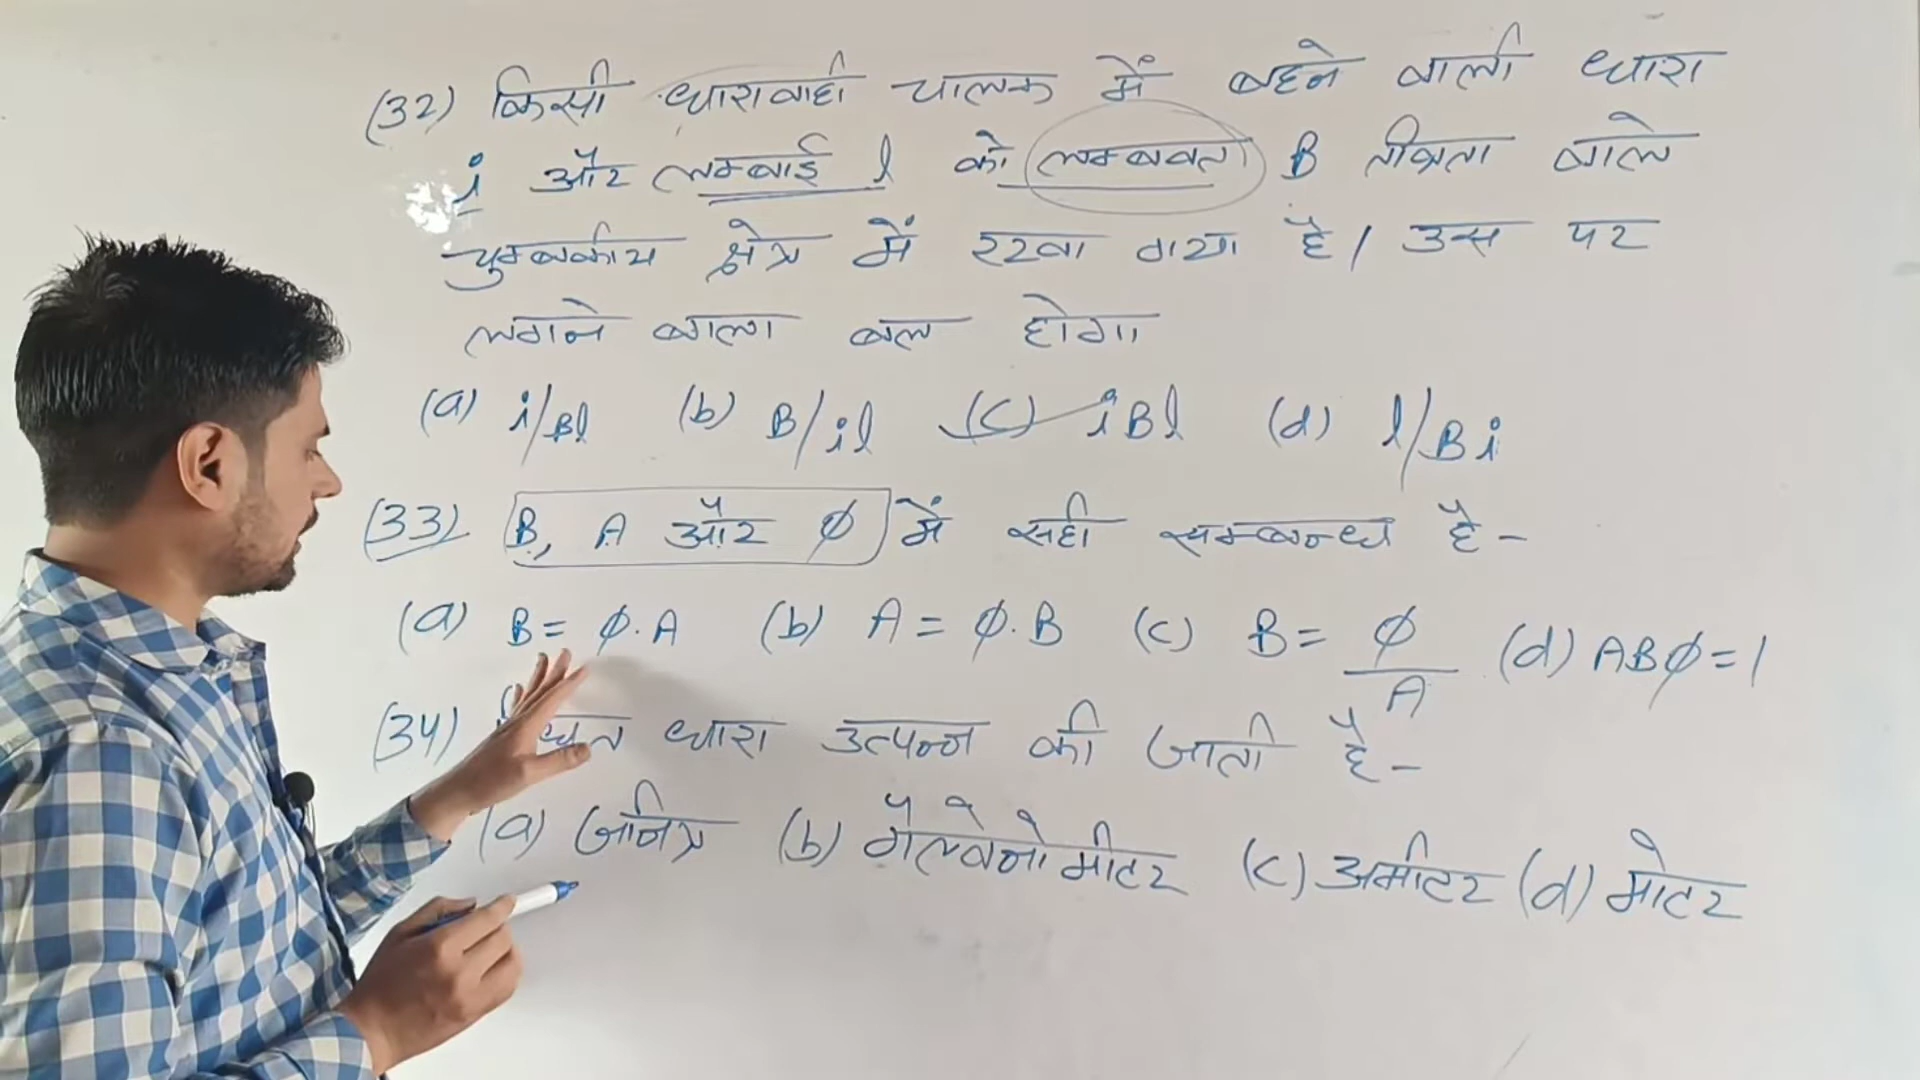 (32) किसी धारावाही चालक में बहने वाली धारा
i और लम्बाई l को लम्बवत B तीव्रता वाले
चुम्बकीय क्षेत्र में रखा गया है। उस पर
लगने वाला बल होगा
(a) i/Bl (b) B/il (c) iBl (d) l/Bi
(33) B, A और ϕ में सही सम्बन्ध है-
(a) B= ϕ.A (b) A= ϕ.B (c) B= ϕ/A (d) ABϕ=1
(34) धारा उत्पन्न की जाती है-
(a) जनित्र (b) गैल्वेनोमीटर (c) अमीटर (d) मोटर